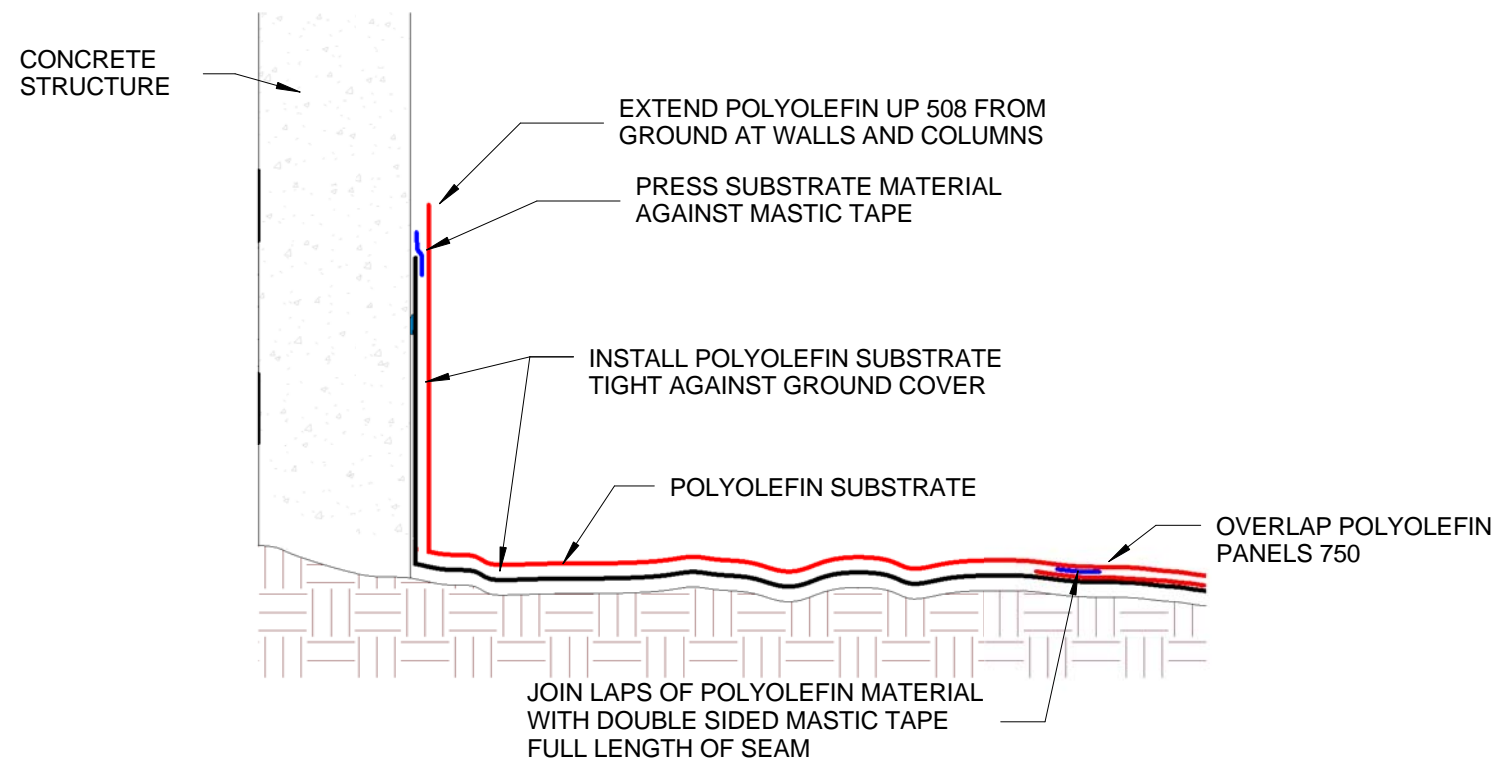 CONCRETE
STRUCTURE
EXTEND POLYOLEFIN UP 508 FROM
GROUND AT WALLS AND COLUMNS
PRESS SUBSTRATE MATERIAL
AGAINST MASTIC TAPE
INSTALL POLYOLEFIN SUBSTRATE
TIGHT AGAINST GROUND COVER
POLYOLEFIN SUBSTRATE
OVERLAP POLYOLEFIN
PANELS 750
JOIN LAPS OF POLYOLEFIN MATERIAL
WITH DOUBLE SIDED MASTIC TAPE
FULL LENGTH OF SEAM